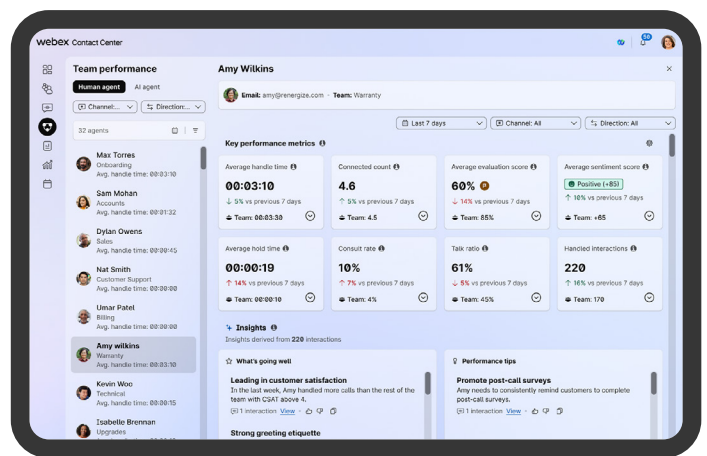 webex Contact Center
50
Team performance
Human agent
AI agent
Channel:...
Direction:...
32 agents
Max Torres
Onboarding
Avg. handle time: 00:03:10
Sam Mohan
Accounts
Avg. handle time: 00:01:32
Dylan Owens
Sales
Avg. handle time: 00:00:45
Nat Smith
Customer Support
Avg. handle time: 00:00:00
Umar Patel
Billing
Avg. handle time: 00:00:00
Amy wilkins
Warranty
Avg. handle time: 00:03:10
Kevin Woo
Technical
Avg. handle time: 00:00:15
Isabelle Brennan
Upgrades
Amy Wilkins
Email: amy@renergize.com - Team: Warranty
Last 7 days
Channel: All
Direction: All
Key performance metrics
Average handle time
00:03:10
↓ 5% vs previous 7 days
Team: 00:03:30
Connected count
4.6
↑ 5% vs previous 7 days
Team: 4.5
Average evaluation score
60%
↓ 14% vs previous 7 days
Team: 85%
Average sentiment score
Positive (+85)
↑ 10% vs previous 7 days
Team: +65
Average hold time
00:00:19
↑ 14% vs previous 7 days
Team: 00:00:10
Consult rate
10%
↑ 7% vs previous 7 days
Team: 4%
Talk ratio
61%
↓ 5% vs previous 7 days
Team: 45%
Handled interactions
220
↑ 16% vs previous 7 days
Team: 170
Insights
Insights derived from 220 interactions
What's going well
Leading in customer satisfaction
In the last week, Amy handled more calls than the rest of the
team with CSAT above 4.
1 interaction View
Strong greeting etiquette
Performance tips
Promote post-call surveys
Amy needs to consistently remind customers to complete
post-call surveys.
1 interaction View